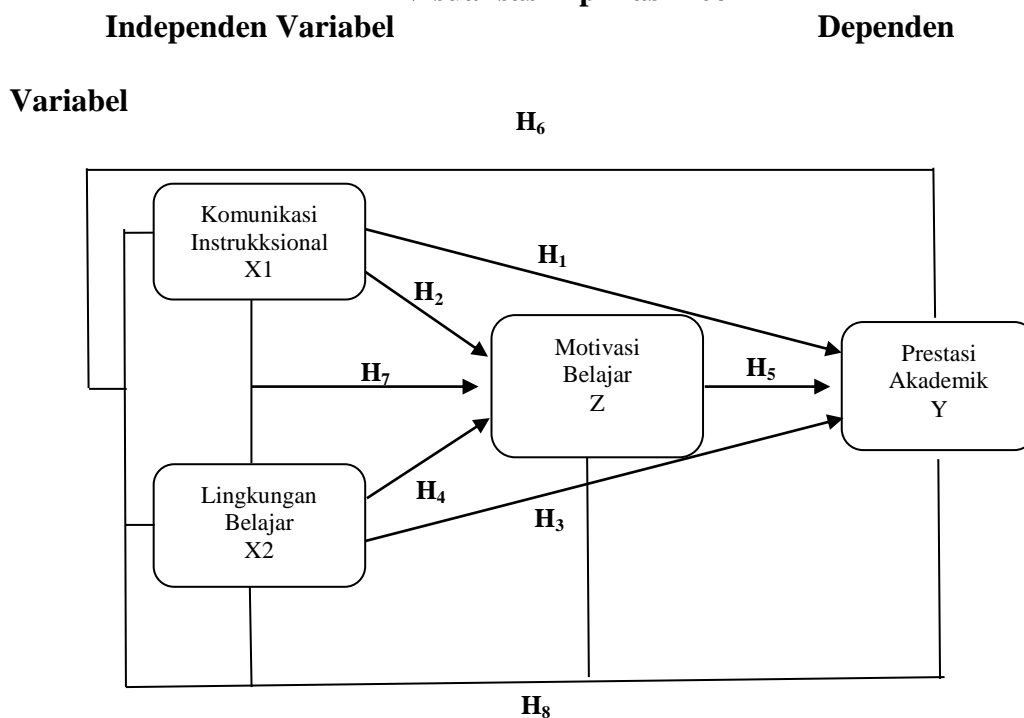 Independen Variabel Dependen
Variabel
H₆
Komunikasi
Instrukksional
X1
H₁
H₂
Motivasi
Belajar
Z
H₇
H₅
Prestasi
Akademik
Y
Lingkungan
Belajar
X2
H₄
H₃
H₈